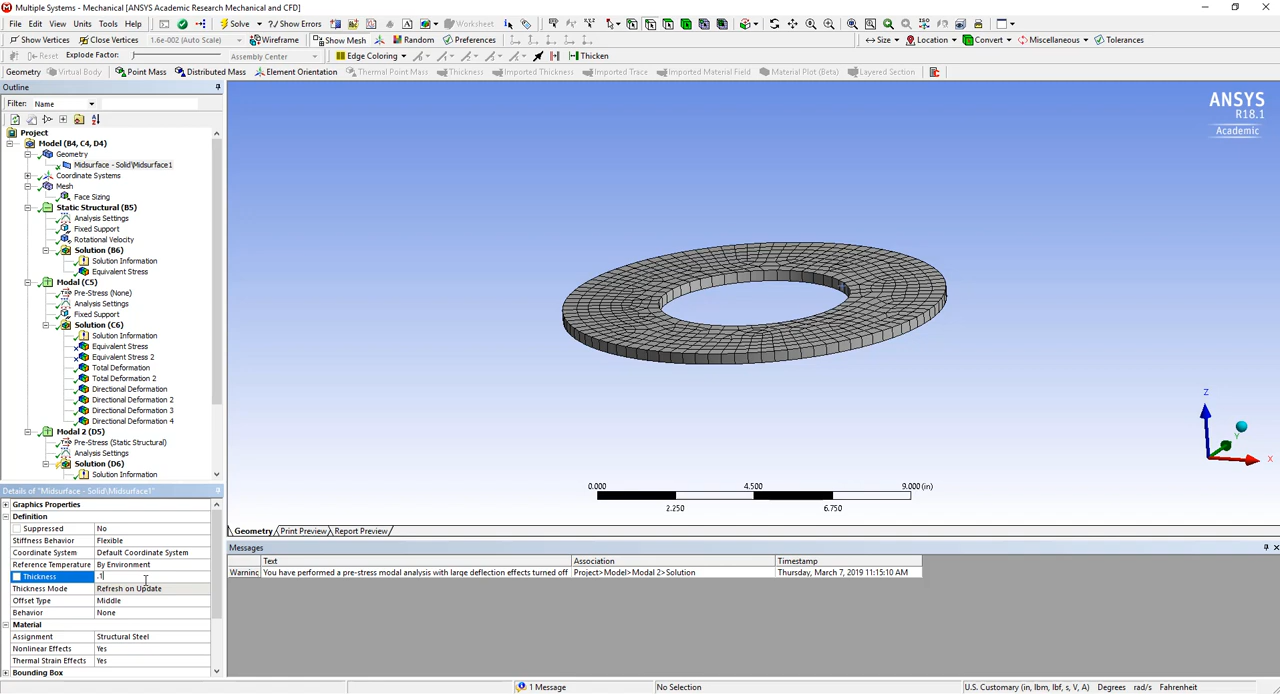 Multiple Systems - Mechanical [ANSYS Academic Research Mechanical and CFD]
File Edit View Units Tools Help Solve Show Errors Worksheet
Show Vertices Close Vertices 1.6e-002 (Auto Scale) Wireframe Show Mesh Random Preferences Size Location Convert Miscellaneous Tolerances
Reset Explode Factor: Assembly Center Edge Coloring Thicken
Geometry Virtual Body Point Mass Distributed Mass Element Orientation Thermal Point Mass Thickness Imported Thickness Imported Trace Imported Material Field Material Plot (Beta) Layered Section
Outline
Filter: Name
Project
Model (B4, C4, D4)
Geometry
Midsurface - Solid\Midsurface1
Coordinate Systems
Mesh
Face Sizing
Static Structural (B5)
Analysis Settings
Fixed Support
Rotational Velocity
Solution (B6)
Solution Information
Equivalent Stress
Modal (C5)
Pre-Stress (None)
Analysis Settings
Fixed Support
Solution (C6)
Solution Information
Equivalent Stress
Equivalent Stress 2
Total Deformation
Total Deformation 2
Directional Deformation
Directional Deformation 2
Directional Deformation 3
Directional Deformation 4
Modal 2 (D5)
Pre-Stress (Static Structural)
Analysis Settings
Solution (D6)
Solution Information
ANSYS
R18.1
Academic
Z
Y
X
0.000 4.500 9.000 (in)
2.250 6.750
Details of "Midsurface - Solid\Midsurface1"
Graphics Properties
Definition
Suppressed No
Stiffness Behavior Flexible
Coordinate System Default Coordinate System
Reference Temperature By Environment
Thickness .1
Thickness Mode Refresh on Update
Offset Type Middle
Behavior None
Material
Assignment Structural Steel
Nonlinear Effects Yes
Thermal Strain Effects Yes
Bounding Box
Geometry Print Preview Report Preview
Messages
Text Association Timestamp
Warning You have performed a pre-stress modal analysis with large deflection effects turned off Project>Model>Modal 2>Solution Thursday, March 7, 2019 11:15:10 AM
1 Message No Selection U.S. Customary (in, lbm, lbf, s, V, A) Degrees rad/s Fahrenheit